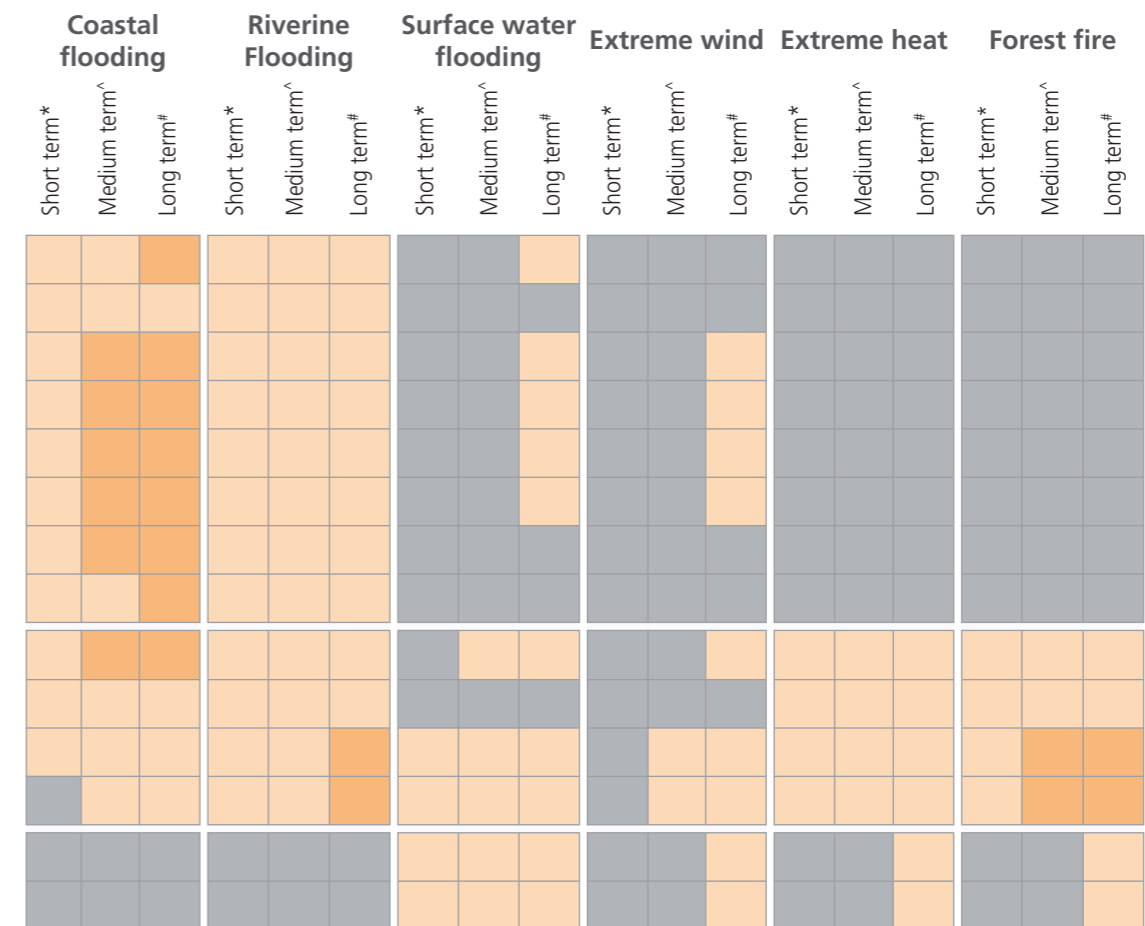 Coastal
flooding
Riverine
Flooding
Surface water
flooding
Extreme wind
Extreme heat
Forest fire
Short term*
Medium term^
Long term#
Short term*
Medium term^
Long term#
Short term*
Medium term^
Long term#
Short term*
Medium term^
Long term#
Short term*
Medium term^
Long term#
Short term*
Medium term^
Long term#